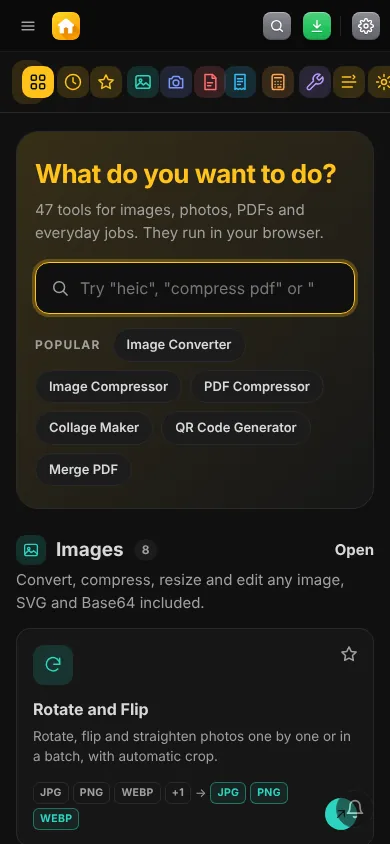 What do you want to do?
47 tools for images, photos, PDFs and
everyday jobs. They run in your browser.
Try "heic", "compress pdf" or "
POPULAR Image Converter
Image Compressor PDF Compressor
Collage Maker QR Code Generator
Merge PDF
Images 8 Open
Convert, compress, resize and edit any image,
SVG and Base64 included.
Rotate and Flip
Rotate, flip and straighten photos one by one or in
a batch, with automatic crop.
JPG PNG WEBP +1 → JPG PNG
WEBP